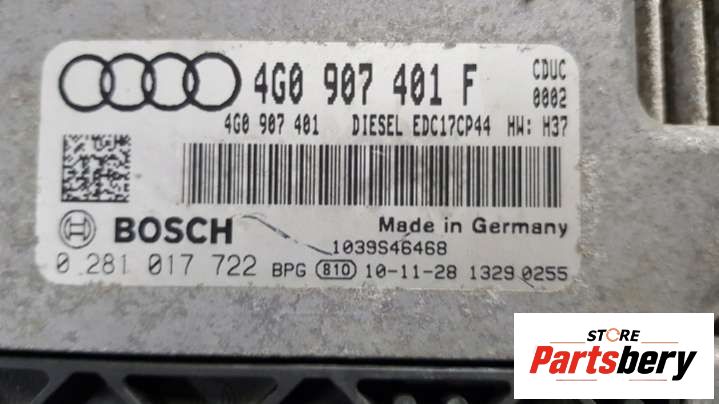 4G0 907 401 F CDUC
0002
4G0 907 401 DIESEL EDC17CP44 HW: H37
BOSCH Made in Germany
1039S46468
0 281 017 722 BPG 810 10-11-28 1329 0255
STORE
Partsbery